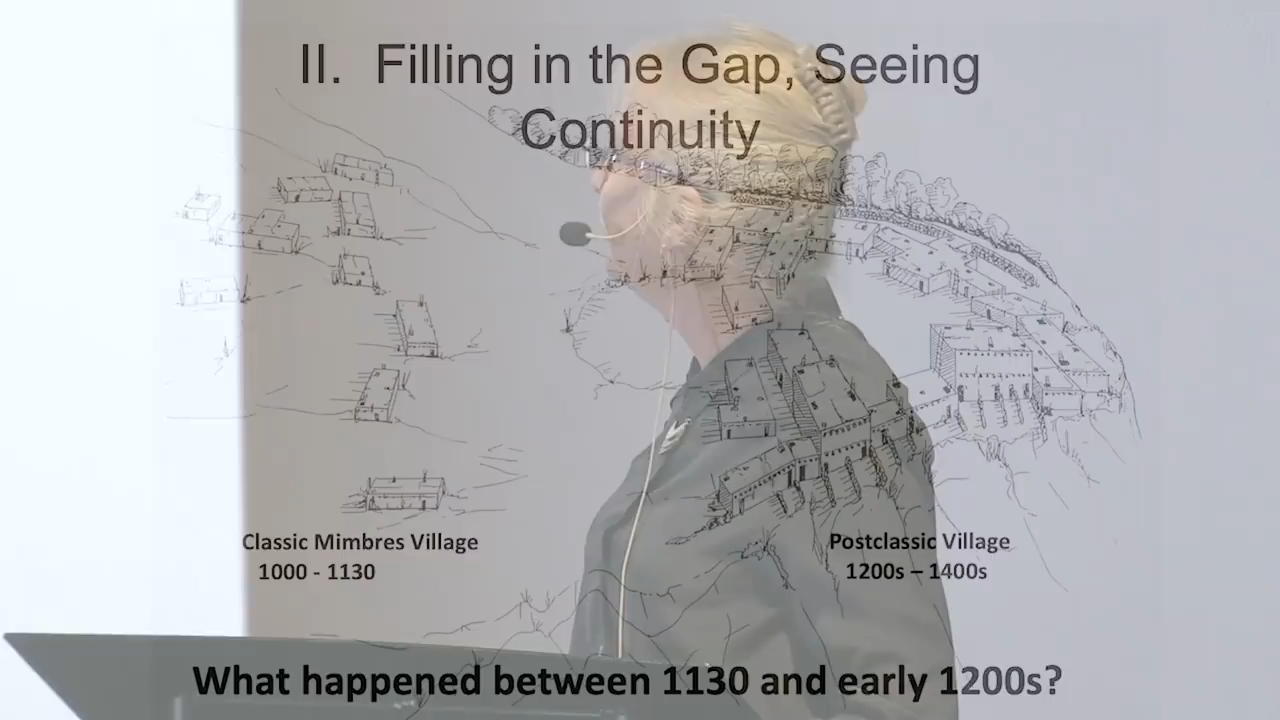 II. Filling in the Gap, Seeing
Continuity
Classic Mimbres Village
1000 - 1130
Postclassic Village
1200s – 1400s
What happened between 1130 and early 1200s?